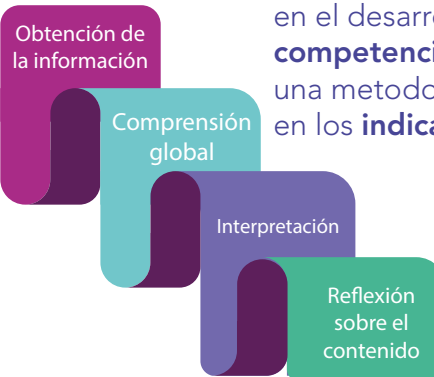 Obtención de
la información
Comprensión
global
Interpretación
Reflexión
sobre el
contenido
en el
una
en los